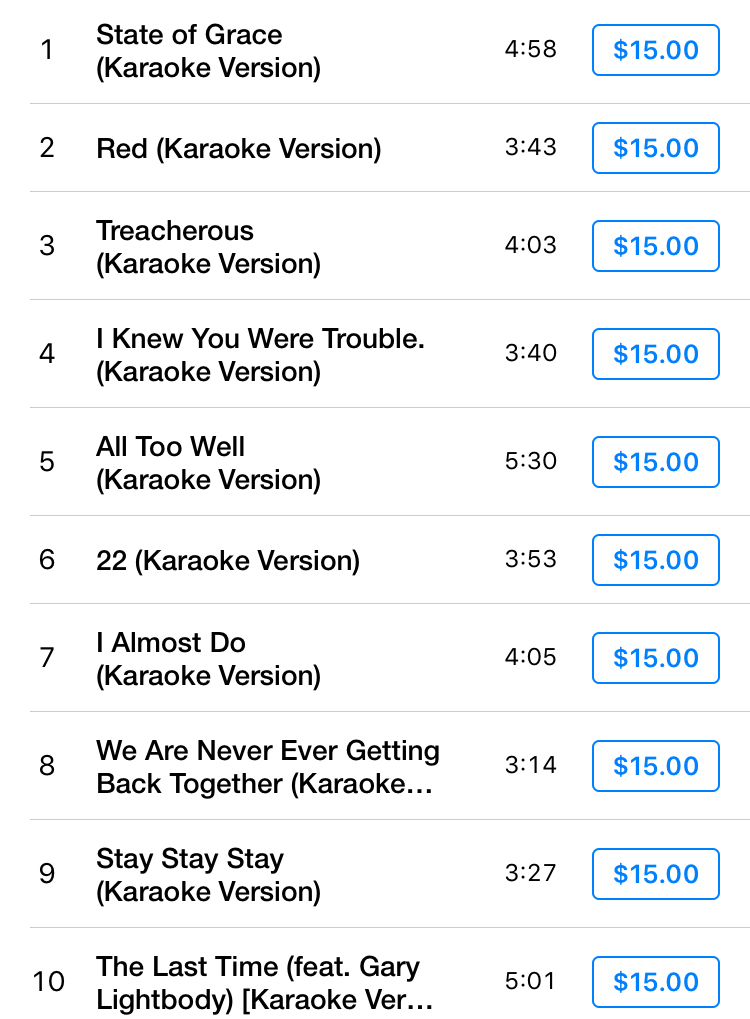 1 State of Grace 4:58 $15.00
(Karaoke Version)
2 Red (Karaoke Version) 3:43 $15.00
3 Treacherous 4:03 $15.00
(Karaoke Version)
4 I Knew You Were Trouble. 3:40 $15.00
(Karaoke Version)
5 All Too Well 5:30 $15.00
(Karaoke Version)
6 22 (Karaoke Version) 3:53 $15.00
7 I Almost Do 4:05 $15.00
(Karaoke Version)
8 We Are Never Ever Getting 3:14 $15.00
Back Together (Karaoke...
9 Stay Stay Stay 3:27 $15.00
(Karaoke Version)
10 The Last Time (feat. Gary 5:01 $15.00
Lightbody) [Karaoke Ver...